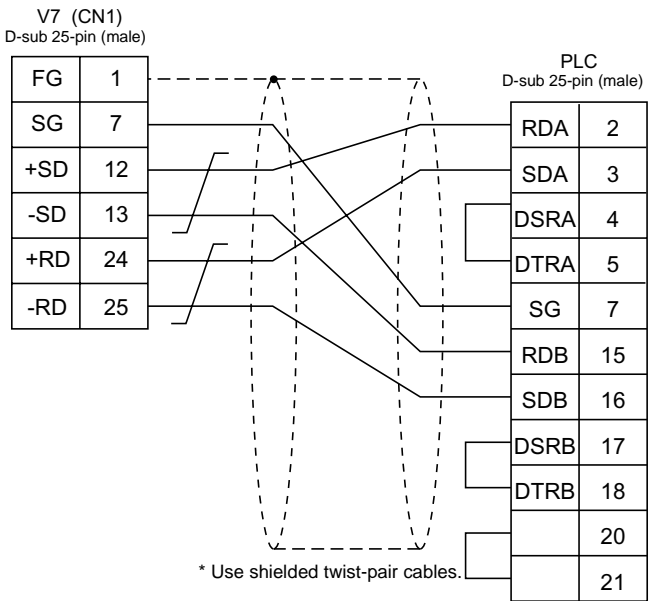 V7 (CN1)
D-sub 25-pin (male)
FG 1
SG 7
+SD 12
-SD 13
+RD 24
-RD 25
PLC
D-sub 25-pin (male)
RDA 2
SDA 3
DSRA 4
DTRA 5
SG 7
RDB 15
SDB 16
DSRB 17
DTRB 18
20
21
* Use shielded twist-pair cables.